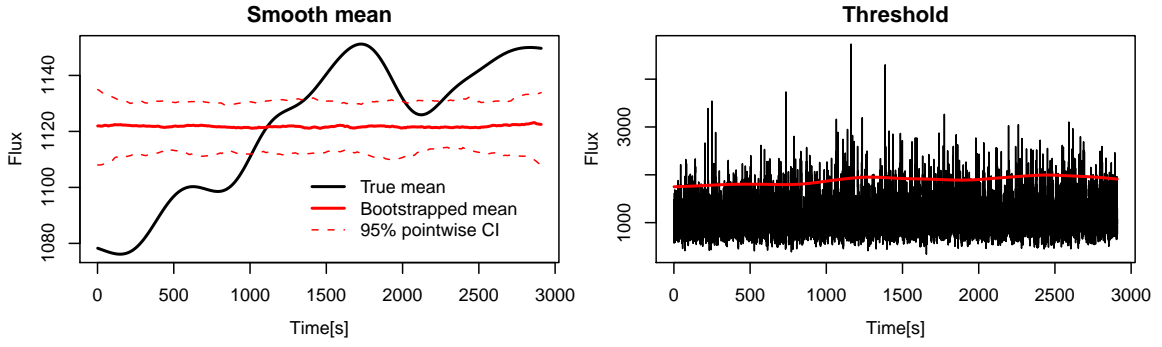 Smooth mean
Flux
1140
1120
1100
1080
True mean
Bootstrapped mean
95% pointwise CI
0 500 1000 1500 2000 2500 3000
Time[s]
Threshold
Flux
3000
1000
0 500 1000 1500 2000 2500 3000
Time[s]